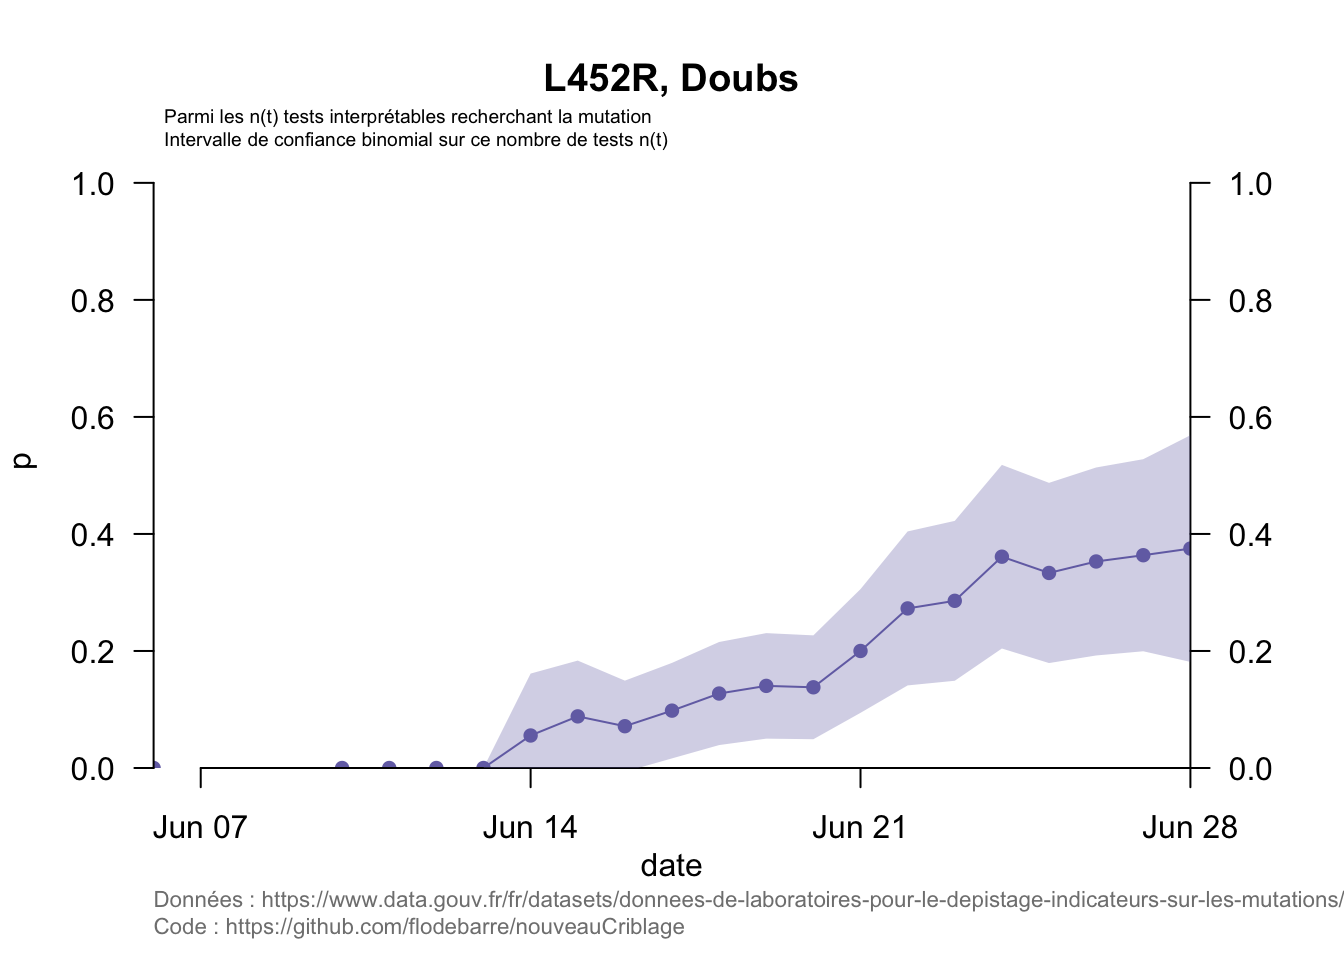 L452R, Doubs
Parmi les n(t) tests interprétables recherchant la mutation
Intervalle de confiance binomial sur ce nombre de tests n(t)
1.0 1.0
0.8 0.8
0.6 0.6
p
0.4 0.4
0.2 0.2
0.0 0.0
Jun 07 Jun 14 Jun 21 Jun 28
date
Données : https://www.data.gouv.fr/fr/datasets/donnees-de-laboratoires-pour-le-depistage-indicateurs-sur-les-mutations/
Code : https://github.com/flodebarre/nouveauCriblage